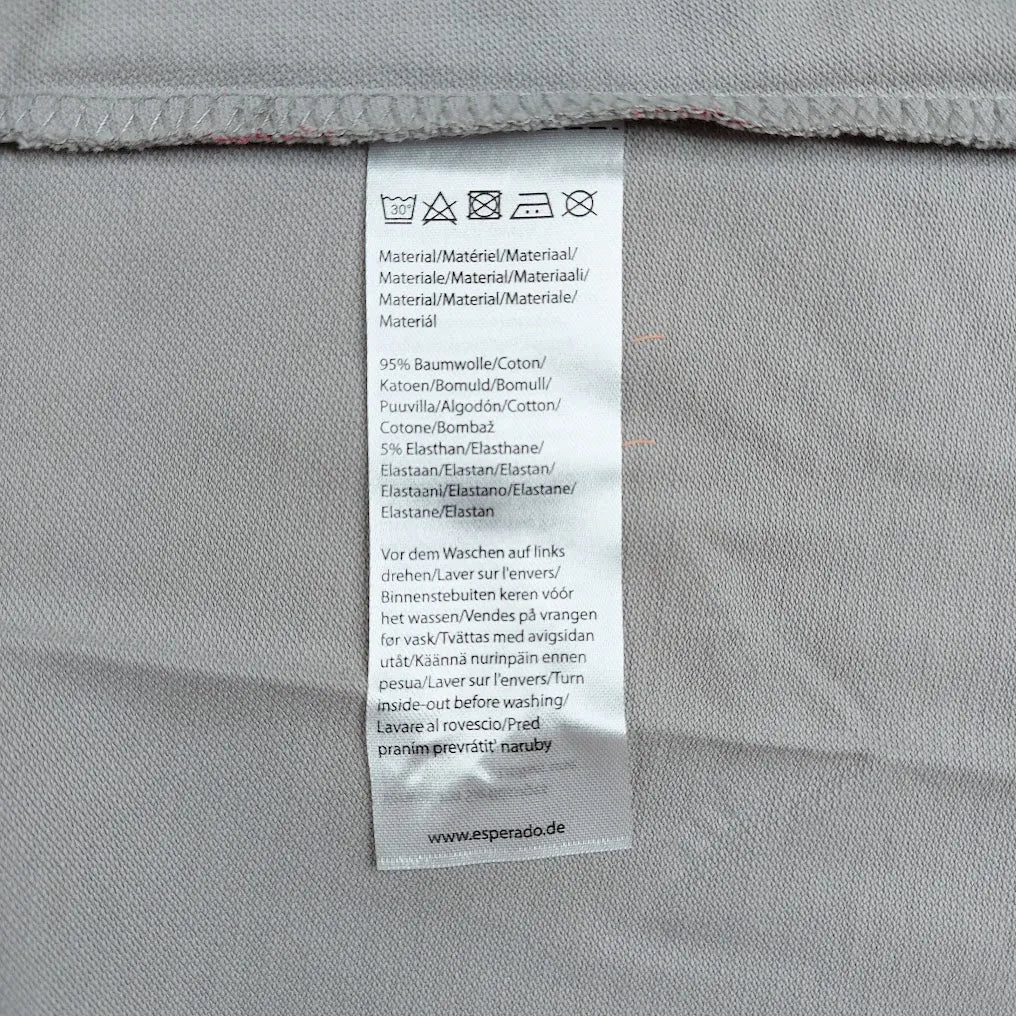 30°
Material/Matériel/Materiaal/
Materiale/Material/Materiaali/
Material/Material/Materiale/
Materiál
95% Baumwolle/Coton/
Katoen/Bomuld/Bomull/
Puuvilla/Algodón/Cotton/
Cotone/Bombaž
5% Elasthan/Elasthane/
Elastaan/Elastan/Elastan/
Elastaani/Elastano/Elastane/
Elastane/Elastan
Vor dem Waschen auf links
drehen/Laver sur l'envers/
Binnenstebuiten keren vóór
het wassen/Vendes på vrangen
før vask/Tvättas med avigsidan
utåt/Käännä nurinpäin ennen
pesua/Laver sur l'envers/Turn
inside-out before washing/
Lavare al rovescio/Pred
praním prevrátit' naruby
www.esperado.de